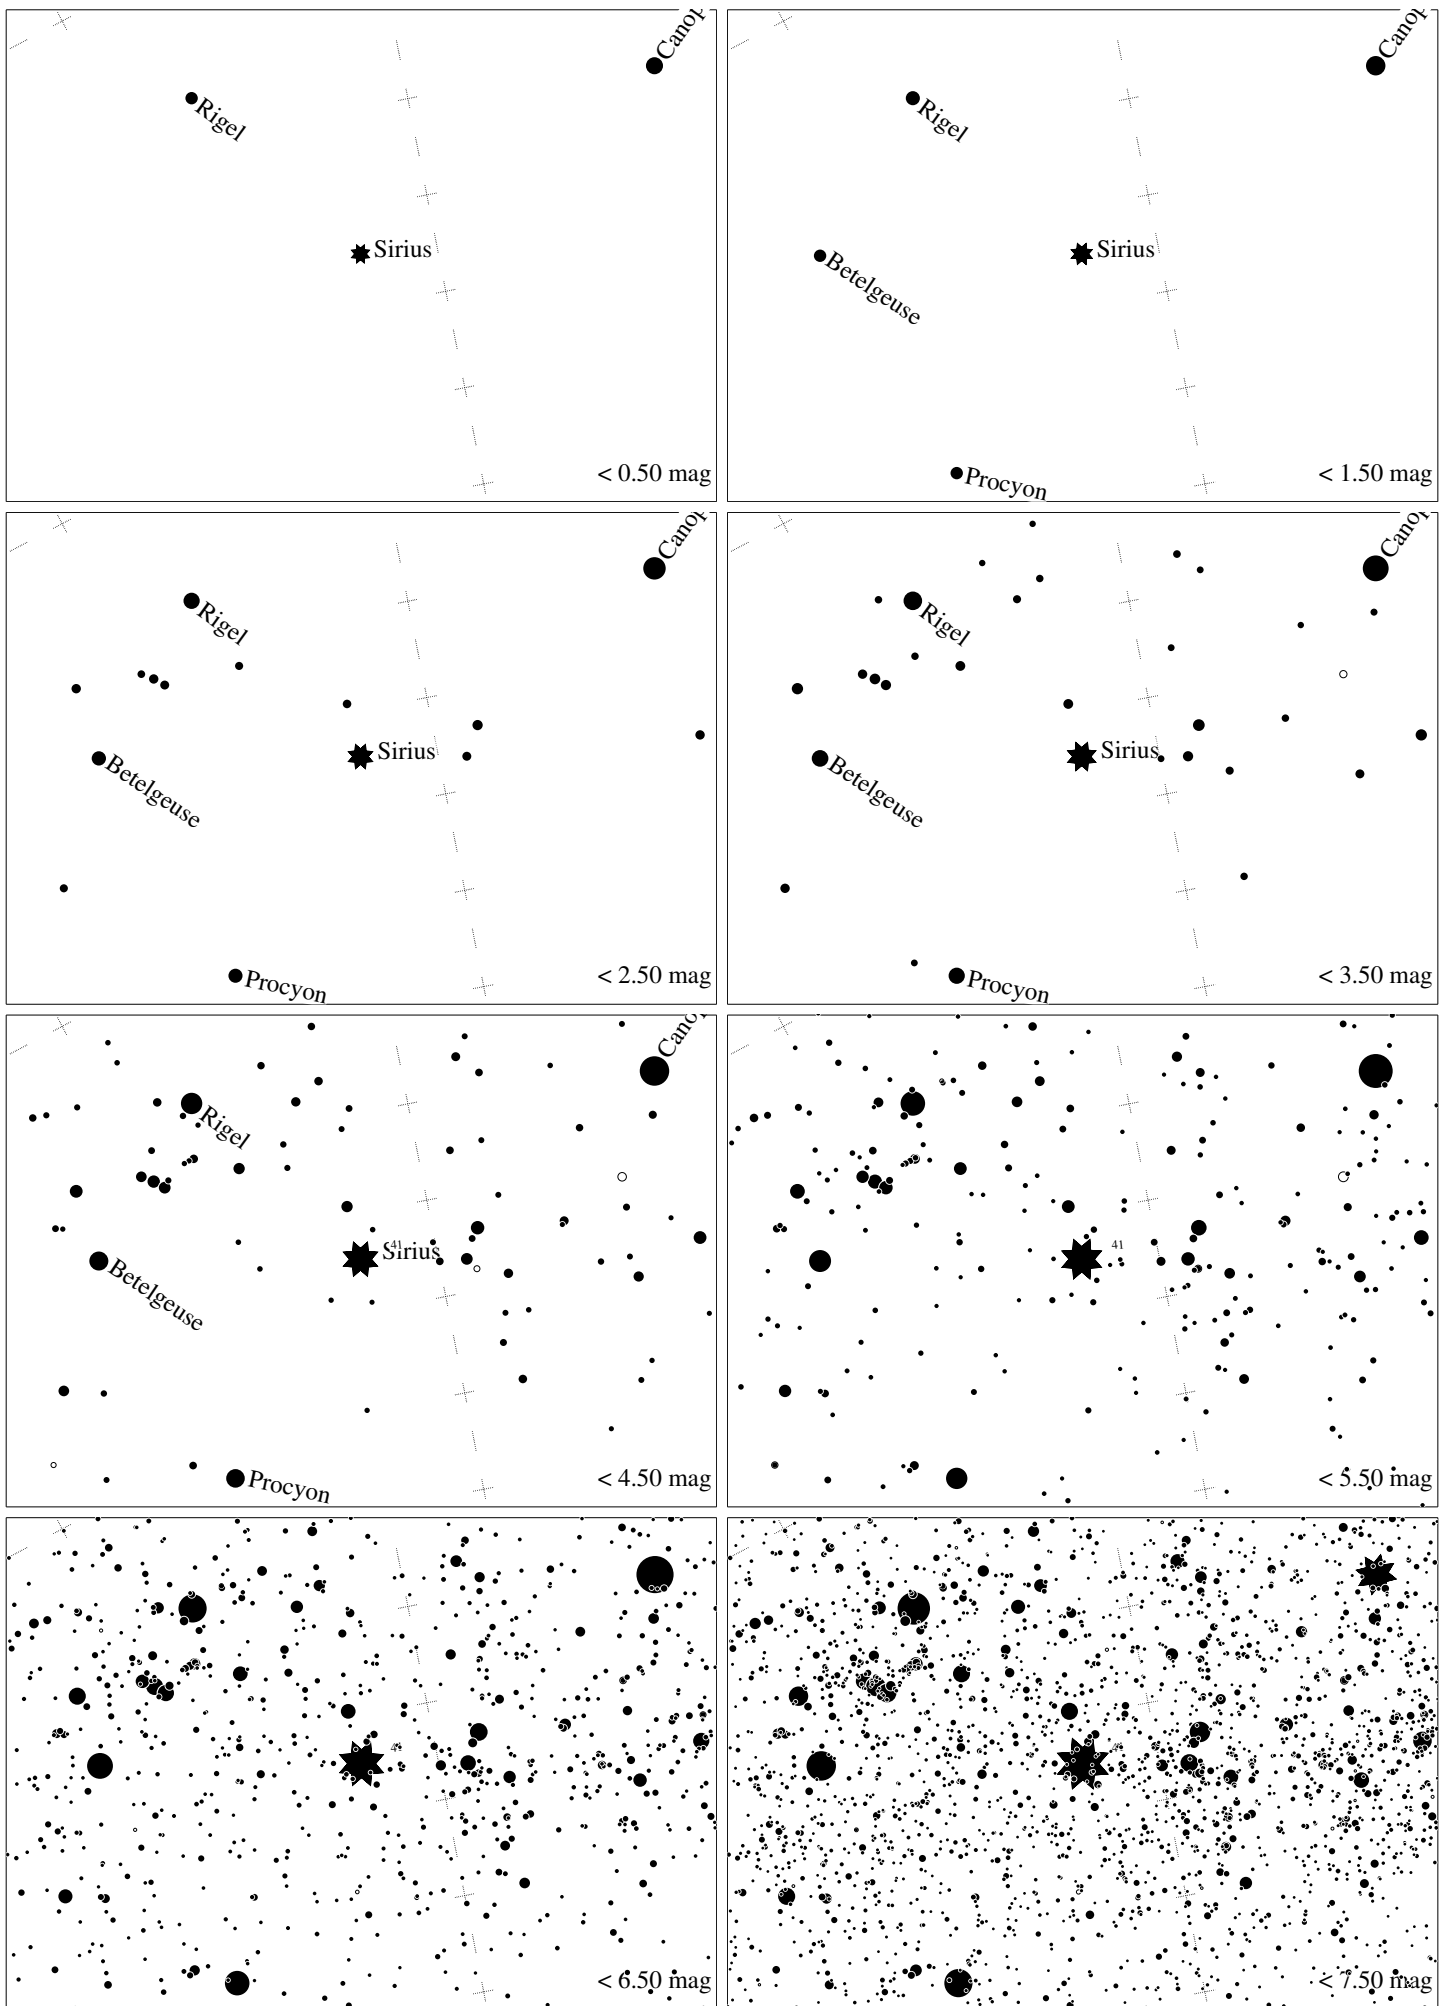 Canop
Rigel
Sirius
< 0.50 mag
Canop
Rigel
Betelgeuse
Sirius
Procyon
< 1.50 mag
Canop
Rigel
Sirius
Betelgeuse
Procyon
< 2.50 mag
Canop
Rigel
Sirius
Betelgeuse
Procyon
< 3.50 mag
Cano
Rigel
41
Sirius
Betelgeuse
Procyon
< 4.50 mag
41
< 5.50 mag
< 6.50 mag
< 7.50 mag